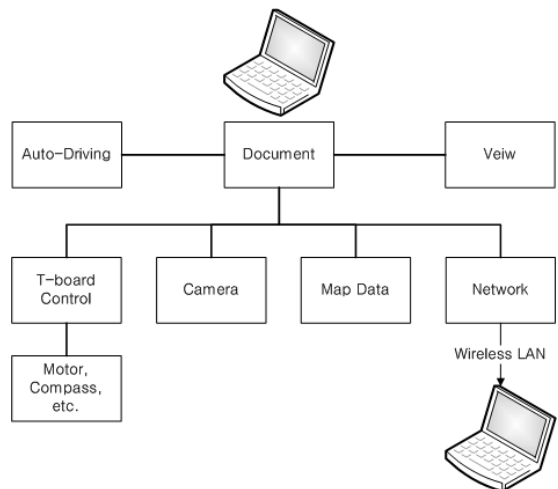 Auto-Driving
Document
Veiw
T-board
Control
Camera
Map Data
Network
Wireless LAN
Motor,
Compass,
etc.